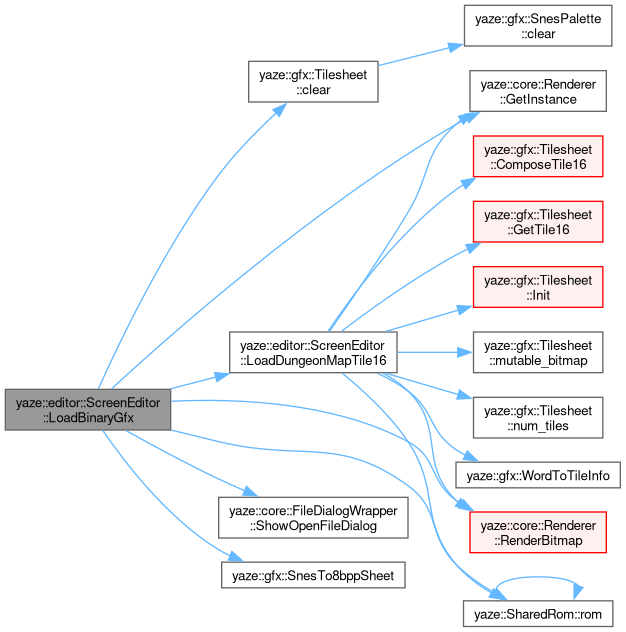 yaze::gfx::SnesPalette
::clear
yaze::gfx::Tilesheet
::clear
yaze::core::Renderer
::GetInstance
yaze::gfx::Tilesheet
::ComposeTile16
yaze::gfx::Tilesheet
::GetTile16
yaze::gfx::Tilesheet
::Init
yaze::editor::ScreenEditor
::LoadDungeonMapTile16
yaze::gfx::Tilesheet
::mutable_bitmap
yaze::editor::ScreenEditor
::LoadBinaryGfx
yaze::gfx::Tilesheet
::num_tiles
yaze::gfx::WordToTileInfo
yaze::core::FileDialogWrapper
::ShowOpenFileDialog
yaze::core::Renderer
::RenderBitmap
yaze::gfx::SnesTo8bppSheet
yaze::SharedRom::rom